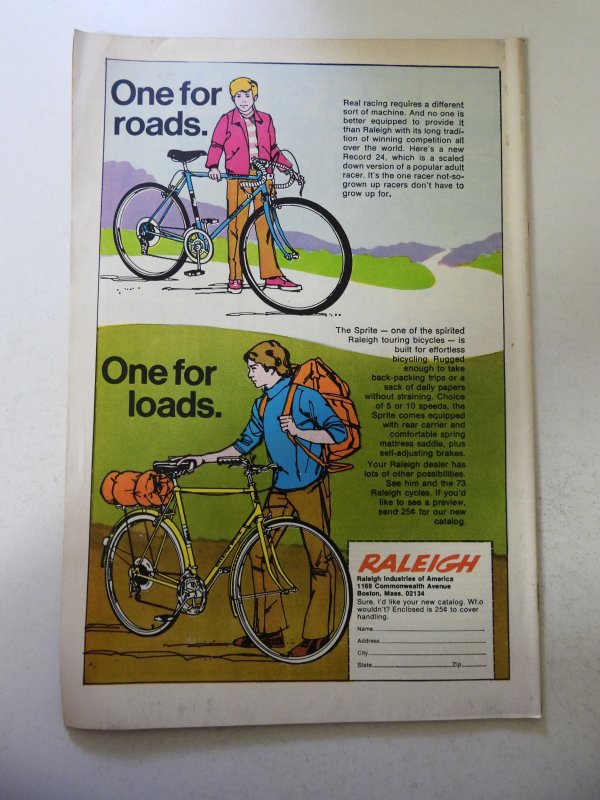 One for
roads.
Real racing requires a different
sort of machine. And no one is
better equipped to provide it
than Raleigh with its long tradi-
tion of winning competition all
over the world. Here's a new
Record 24, which is a scaled
down version of a popular adult
racer. It's the one racer not-so-
grown up racers don't have to
grow up for.
The Sprite — one of the spirited
Raleigh touring bicycles — is
built for effortless
bicycling. Rugged
enough to take
back-packing trips or a
sack of daily papers
without straining. Choice
of 5 or 10 speeds, the
Sprite comes equipped
with rear carrier and
comfortable spring
mattress saddle, plus
self-adjusting brakes.
Your Raleigh dealer has
lots of other possibilities.
See him and the 73
Raleigh cycles. If you'd
like to see a preview,
send 25¢ for our new
catalog.
One for
loads.
RALEIGH
Raleigh Industries of America
1168 Commonwealth Avenue
Boston, Mass. 02134
Sure, I'd like your new catalog. Who
wouldn't? Enclosed is 25¢ to cover
handling.
Name
Address
City
State Zip